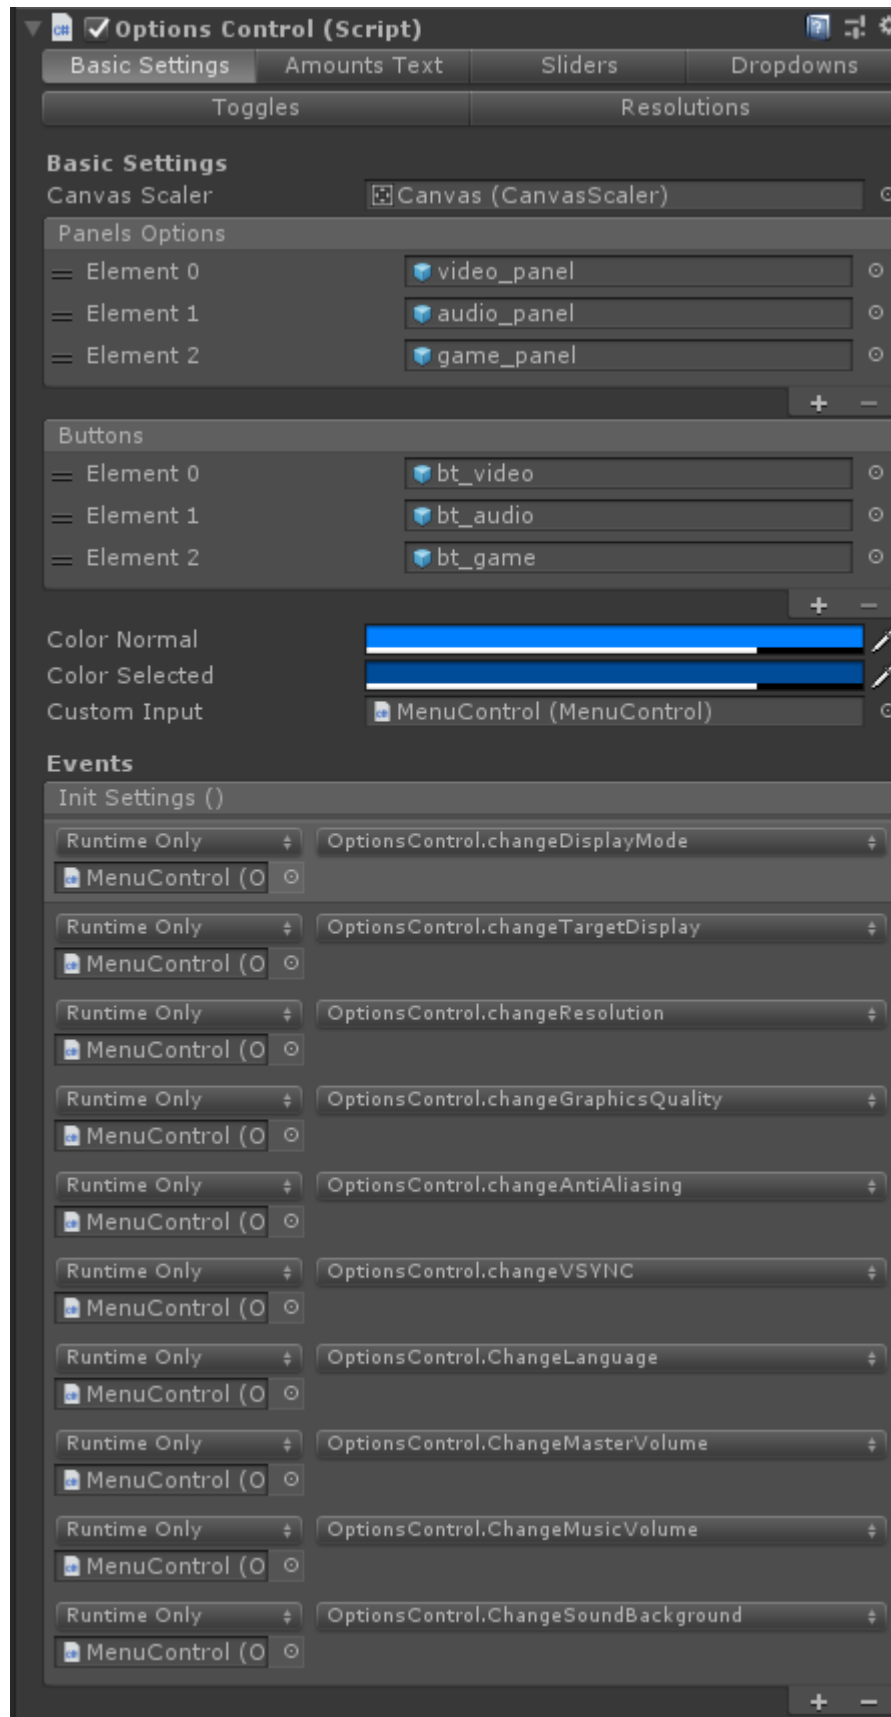 Options Control (Script)
Basic Settings Amounts Text Sliders Dropdowns
Toggles Resolutions
Basic Settings
Canvas Scaler Canvas (CanvasScaler)
Panels Options
Element 0 video_panel
Element 1 audio_panel
Element 2 game_panel
Buttons
Element 0 bt_video
Element 1 bt_audio
Element 2 bt_game
Color Normal
Color Selected
Custom Input MenuControl (MenuControl)
Events
Init Settings ()
Runtime Only OptionsControl.changeDisplayMode
MenuControl (O
Runtime Only OptionsControl.changeTargetDisplay
MenuControl (O
Runtime Only OptionsControl.changeResolution
MenuControl (O
Runtime Only OptionsControl.changeGraphicsQuality
MenuControl (O
Runtime Only OptionsControl.changeAntiAliasing
MenuControl (O
Runtime Only OptionsControl.changeVSYNC
MenuControl (O
Runtime Only OptionsControl.ChangeLanguage
MenuControl (O
Runtime Only OptionsControl.ChangeMasterVolume
MenuControl (O
Runtime Only OptionsControl.ChangeMusicVolume
MenuControl (O
Runtime Only OptionsControl.ChangeSoundBackground
MenuControl (O